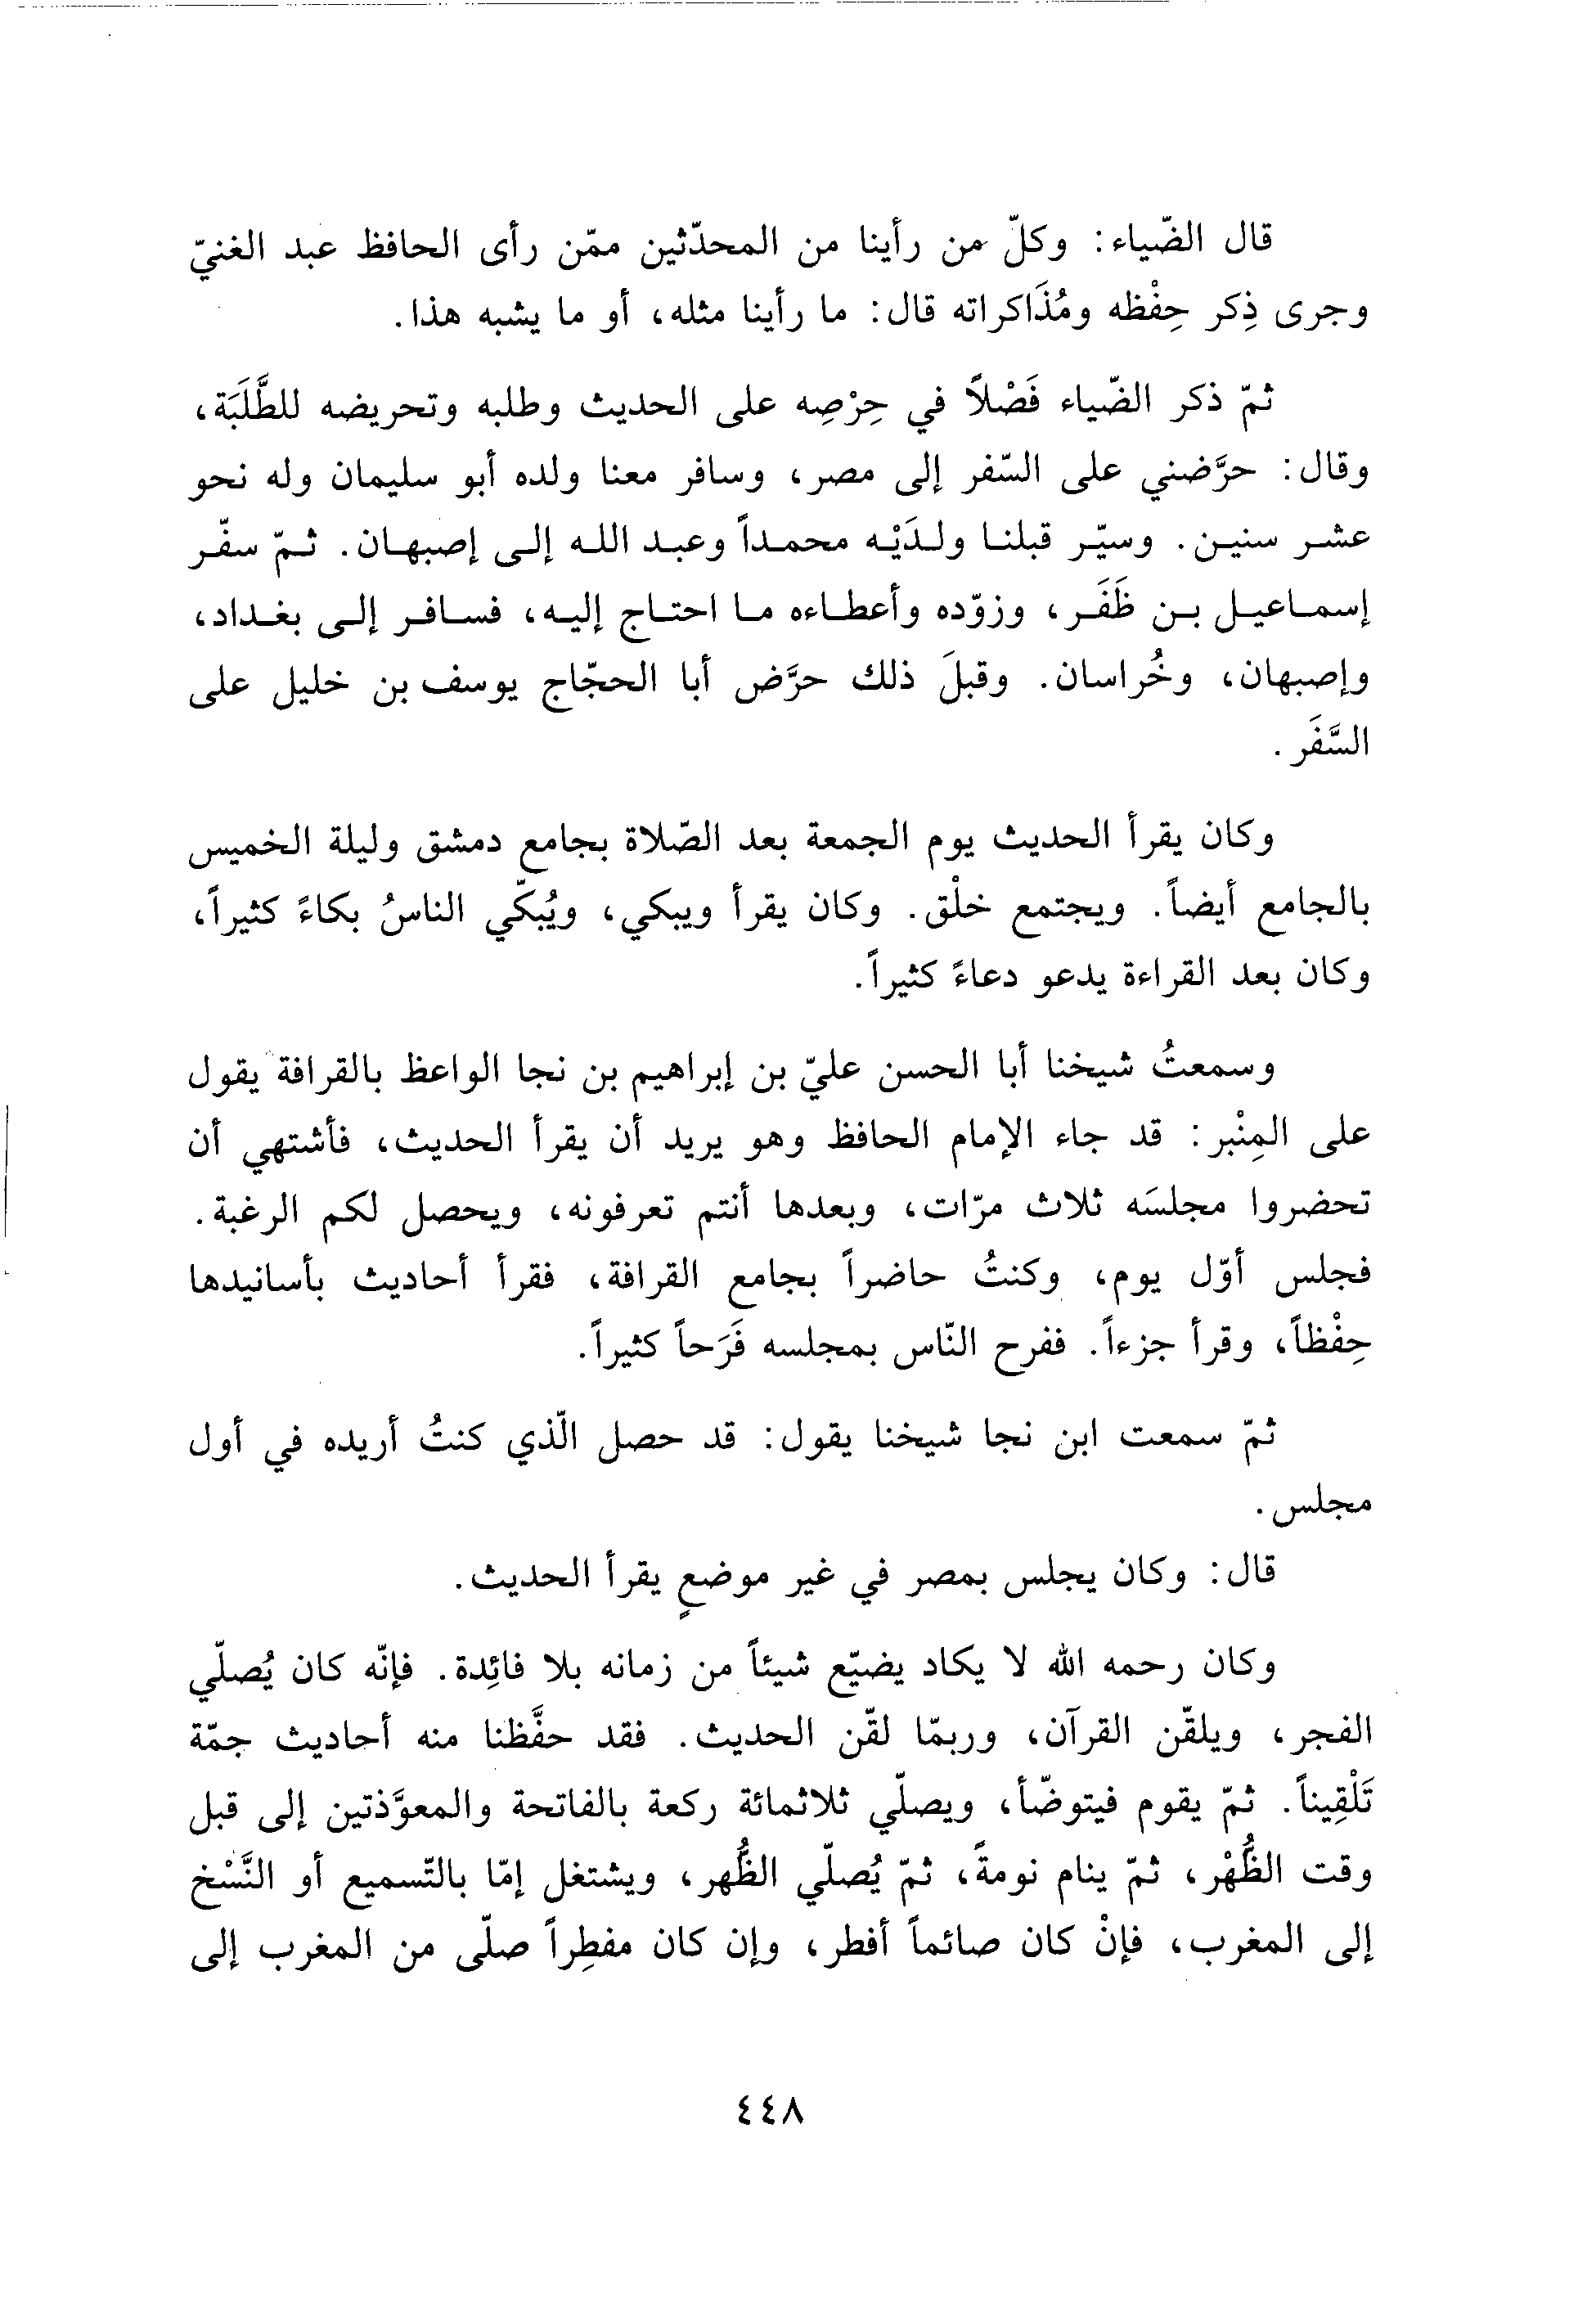 قال الضّياء: وكلّ من رأينا من المحدّثين ممّن رأى الحافظ عبد الغنيّ
وجرى ذِكر حِفْظه ومُذَاكراته قال: ما رأينا مثله، أو ما يشبه هذا.
ثمّ ذكر الضّياء فَصْلاً في حِرْصِه على الحديث وطلبه وتحريضه للطَّلَبَة،
وقال: حرَّضني على السّفر إلى مصر، وسافر معنا ولده أبو سليمان وله نحو
عشر سنين. وسيّر قبلنا ولدَيْه محمداً وعبد الله إلى إصبهان. ثمّ سفّر
إسماعيل بن ظَفَر، وزوّده وأعطاءه ما احتاج إليه، فسافر إلى بغداد،
وإصبهان، وخُراسان. وقبلَ ذلك حرَّض أبا الحجّاج يوسف بن خليل على
السَّفَر.
وكان يقرأ الحديث يوم الجمعة بعد الصّلاة بجامع دمشق وليلة الخميس
بالجامع أيضاً. ويجتمع خلْق. وكان يقرأ ويبكي، ويُبكّي الناسُ بكاءً كثيراً،
وكان بعد القراءة يدعو دعاءً كثيراً.
وسمعتُ شيخنا أبا الحسن عليّ بن إبراهيم بن نجا الواعظ بالقرافة يقول
على المِنْبر: قد جاء الإمام الحافظ وهو يريد أن يقرأ الحديث، فأشتهي أن
تحضروا مجلسَه ثلاث مرّات، وبعدها أنتم تعرفونه، ويحصل لكم الرغبة.
فجلس أوّل يوم، وكنتُ حاضراً بجامع القرافة، فقرأ أحاديث بأسانيدها
حِفْظاً، وقرأ جزءاً. ففرح النّاس بمجلسه فَرَحاً كثيراً.
ثمّ سمعت ابن نجا شيخنا يقول: قد حصل الّذي كنتُ أريده في أول
مجلس.
قال: وكان يجلس بمصر في غير موضعٍ يقرأ الحديث.
وكان رحمه الله لا يكاد يضيّع شيئاً من زمانه بلا فائِدة. فإنّه كان يُصلّي
الفجر، ويلقّن القرآن، وربمّا لقّن الحديث. فقد حفَّظنا منه أحاديث جمّة
تَلْقِيناً. ثمّ يقوم فيتوضّأ، ويصلّي ثلاثمائة ركعة بالفاتحة والمعوَّذتين إلى قبل
وقت الظُّهْر، ثمّ ينام نومةً، ثمّ يُصلّي الظُّهر، ويشتغل إمّا بالتّسميع أو النَّسْخ
إلى المغرب، فإنْ كان صائماً أفطر، وإن كان مفطِراً صلّى من المغرب إلى
٤٤٨